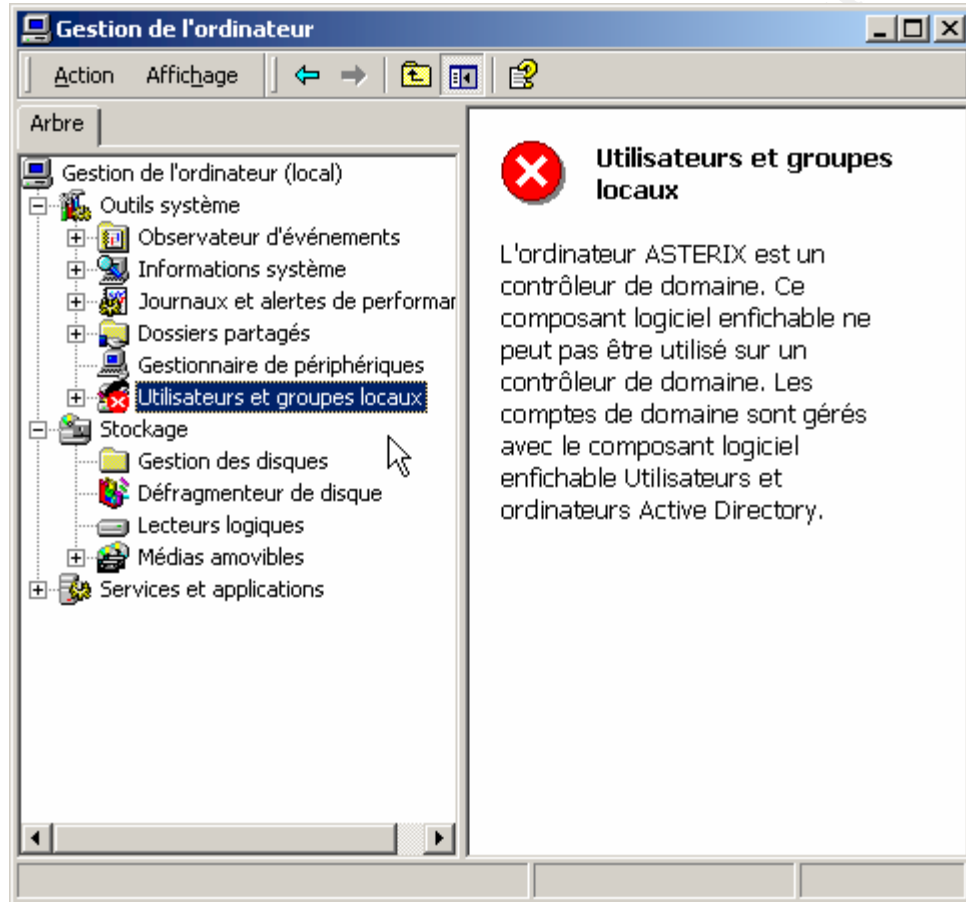 Gestion de l'ordinateur
Action Affichage
Arbre
Gestion de l'ordinateur (local)
Outils système
Observateur d'événements
Informations système
Journaux et alertes de performar
Dossiers partagés
Gestionnaire de périphériques
Utilisateurs et groupes locaux
Stockage
Gestion des disques
Défragmenteur de disque
Lecteurs logiques
Médias amovibles
Services et applications
Utilisateurs et groupes
locaux
L'ordinateur ASTERIX est un
contrôleur de domaine. Ce
composant logiciel enfichable ne
peut pas être utilisé sur un
contrôleur de domaine. Les
comptes de domaine sont gérés
avec le composant logiciel
enfichable Utilisateurs et
ordinateurs Active Directory.